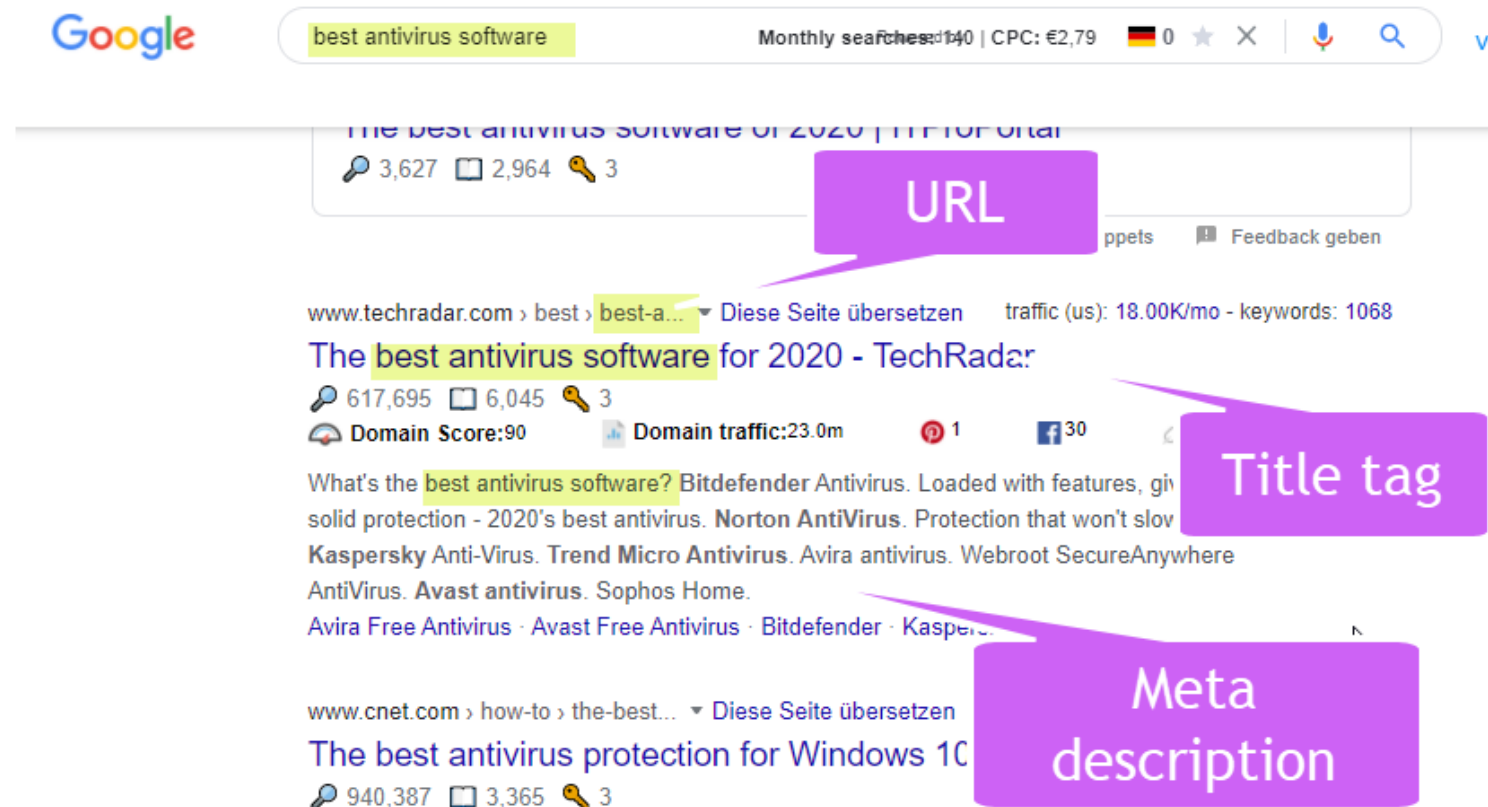 Google
best antivirus software
Monthly searches: 140 | CPC: €2,79 0
The best antivirus software of 2020 | ITProPortal
3,627 2,964 3
URL
ppets Feedback geben
www.techradar.com › best › best-a... Diese Seite übersetzen traffic (us): 18.00K/mo - keywords: 1068
The best antivirus software for 2020 - TechRadar
617,695 6,045 3
Domain Score:90 Domain traffic:23.0m 1 30
Title tag
What's the best antivirus software? Bitdefender Antivirus. Loaded with features, giv
solid protection - 2020's best antivirus. Norton AntiVirus. Protection that won't slow
Kaspersky Anti-Virus. Trend Micro Antivirus. Avira antivirus. Webroot SecureAnywhere
AntiVirus. Avast antivirus. Sophos Home.
Avira Free Antivirus · Avast Free Antivirus · Bitdefender · Kaspers
Meta
description
www.cnet.com › how-to › the-best... Diese Seite übersetzen
The best antivirus protection for Windows 10
940,387 3,365 3